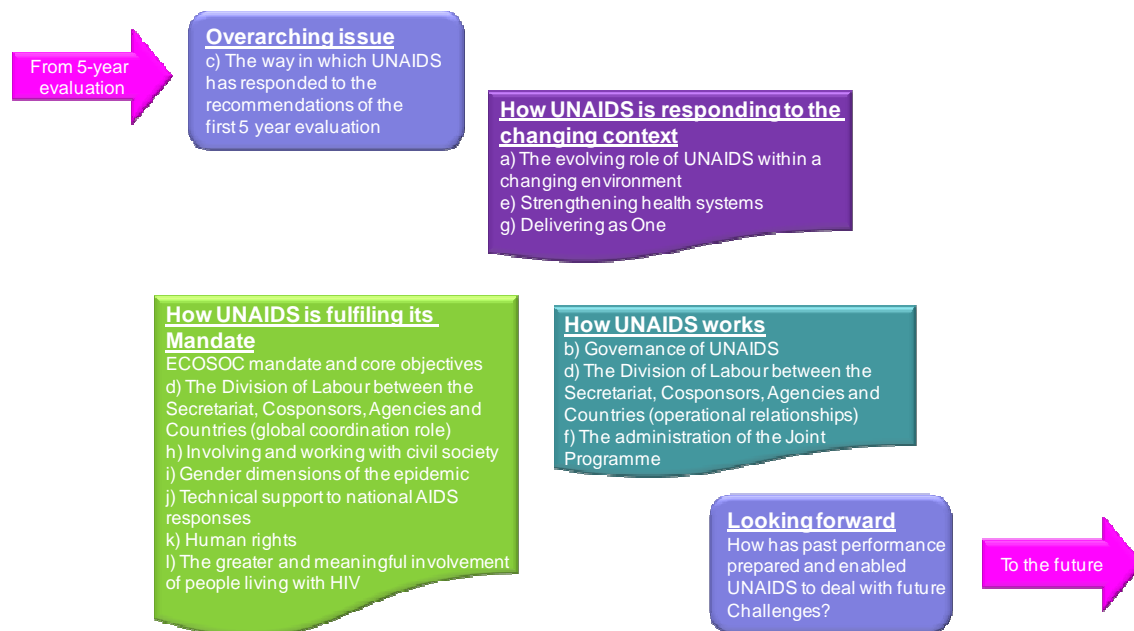 From 5-year
evaluation
Overarching issue
c) The way in which UNAIDS
has responded to the
recommendations of the
first 5 year evaluation
How UNAIDS is responding to the
changing context
a) The evolving role of UNAIDS within a
changing environment
e) Strengthening health systems
g) Delivering as One
How UNAIDS is fulfiling its
Mandate
ECOSOC mandate and core objectives
d) The Division of Labour between the
Secretariat, Cosponsors, Agencies and
Countries (global coordination role)
h) Involving and working with civil society
i) Gender dimensions of the epidemic
j) Technical support to national AIDS
responses
k) Human rights
l) The greater and meaningful involvement
of people living with HIV
How UNAIDS works
b) Governance of UNAIDS
d) The Division of Labour between the
Secretariat, Cosponsors, Agencies and
Countries (operational relationships)
f) The administration of the Joint
Programme
Looking forward
How has past performance
prepared and enabled
UNAIDS to deal with future
Challenges?
To the future